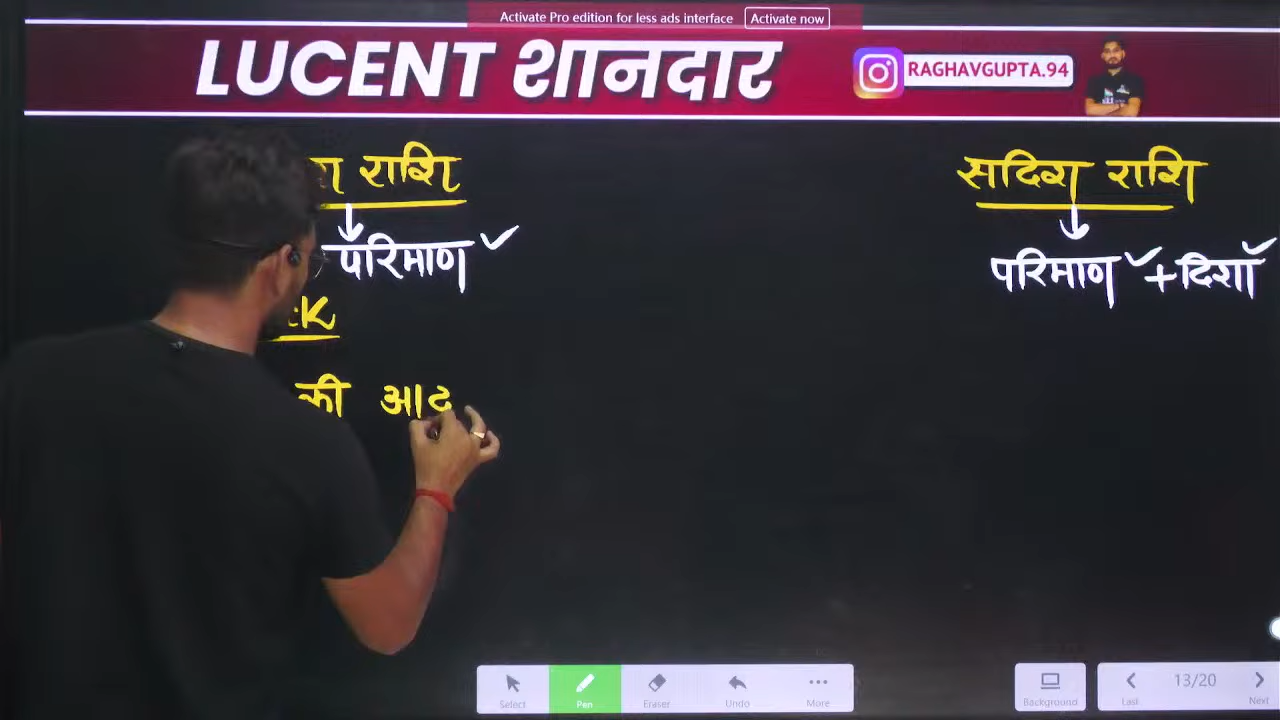 Activate Pro edition for less ads interface Activate now
LUCENT शानदार
RAGHAVGUPTA.94
राशि
सदिश राशि
परिमाण
परिमाण + दिशा
की आद
Select Pen Eraser Undo More
Background
Last 13/20 Next